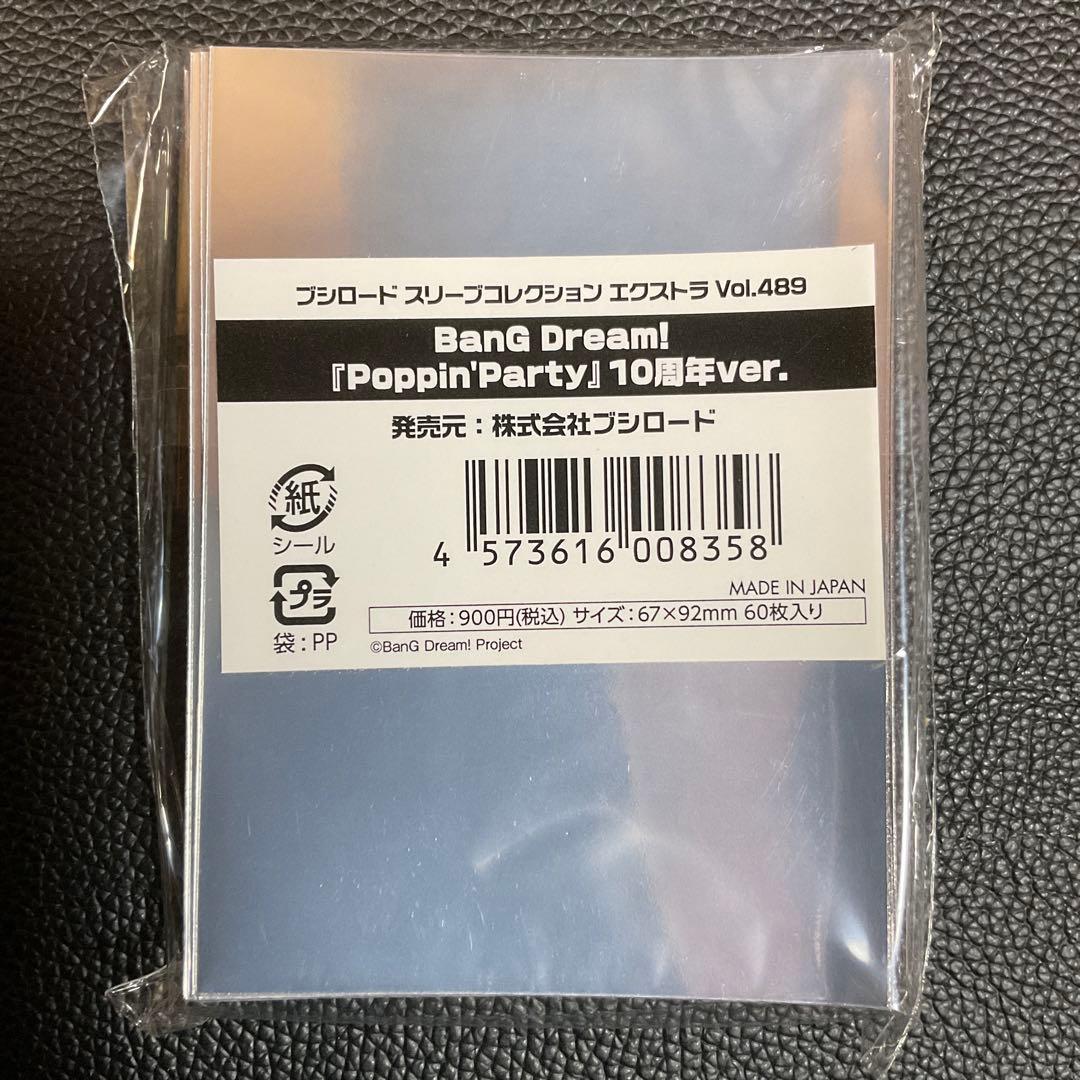 ブシロード スリーブコレクション エクストラ Vol.489
BanG Dream!
『Poppin'Party』10周年ver.
発売元：株式会社ブシロード
紙
シール
プラ
袋：PP
4 573616 008358
MADE IN JAPAN
価格：900円(税込) サイズ：67×92mm 60枚入り
©BanG Dream! Project